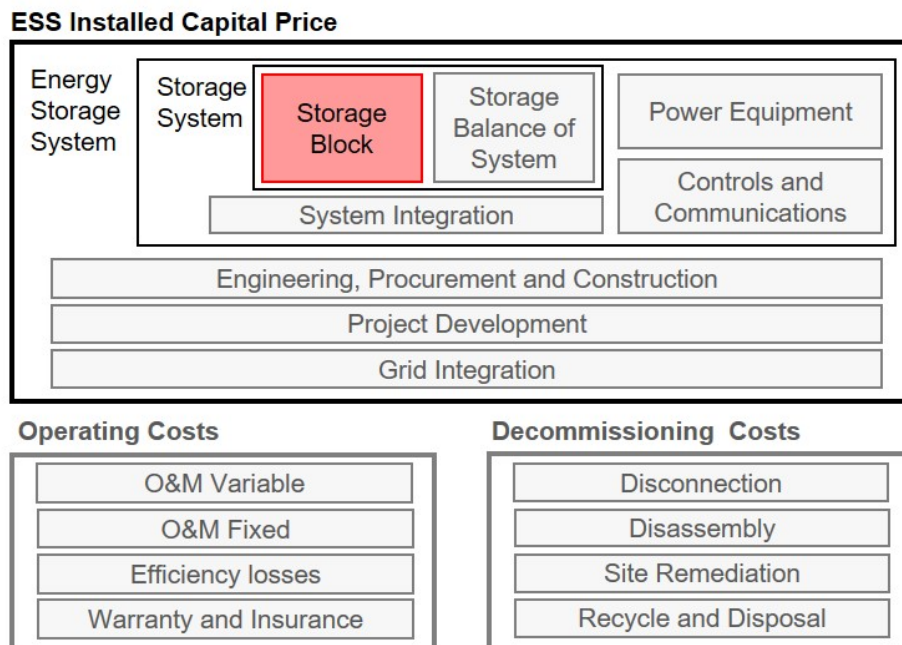 ESS Installed Capital Price
Energy
Storage
System
Storage
System
Storage
Block
Storage
Balance of
System
Power Equipment
Controls and
Communications
System Integration
Engineering, Procurement and Construction
Project Development
Grid Integration
Operating Costs
O&M Variable
O&M Fixed
Efficiency losses
Warranty and Insurance
Decommissioning Costs
Disconnection
Disassembly
Site Remediation
Recycle and Disposal